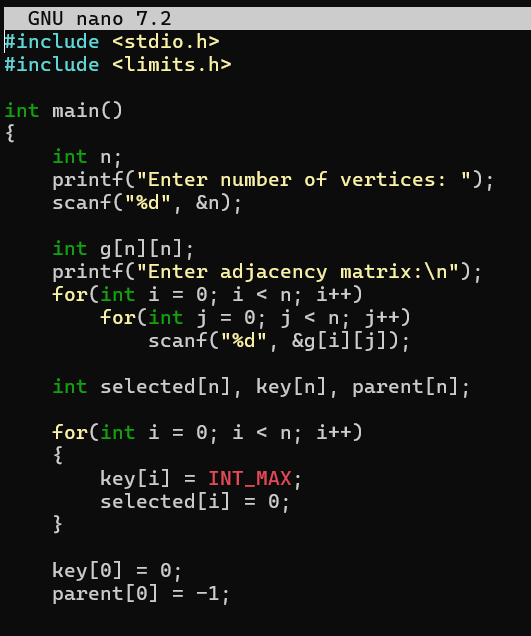 GNU nano 7.2
#include <stdio.h>
#include <limits.h>
int main()
{
    int n;
    printf("Enter number of vertices: ");
    scanf("%d", &n);
    int g[n][n];
    printf("Enter adjacency matrix:\n");
    for(int i = 0; i < n; i++)
        for(int j = 0; j < n; j++)
            scanf("%d", &g[i][j]);
    int selected[n], key[n], parent[n];
    for(int i = 0; i < n; i++)
    {
        key[i] = INT_MAX;
        selected[i] = 0;
    }
    key[0] = 0;
    parent[0] = -1;